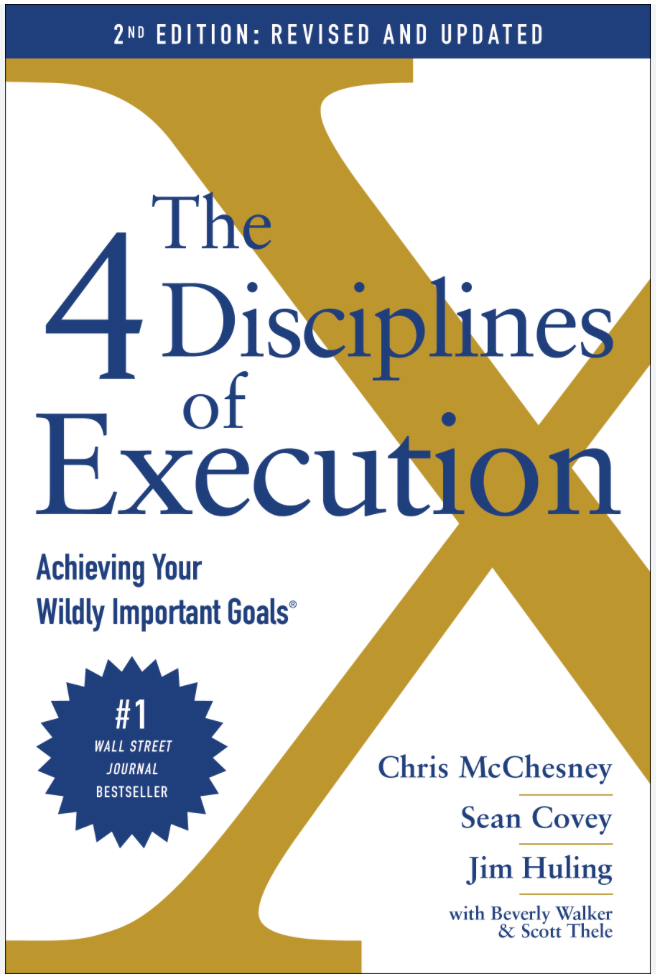 2ND EDITION: REVISED AND UPDATED
The
4 Disciplines
of
Execution
Achieving Your
Wildly Important Goals®
#1
WALL STREET
JOURNAL
BESTSELLER
Chris McChesney
Sean Covey
Jim Huling
with Beverly Walker
& Scott Thele